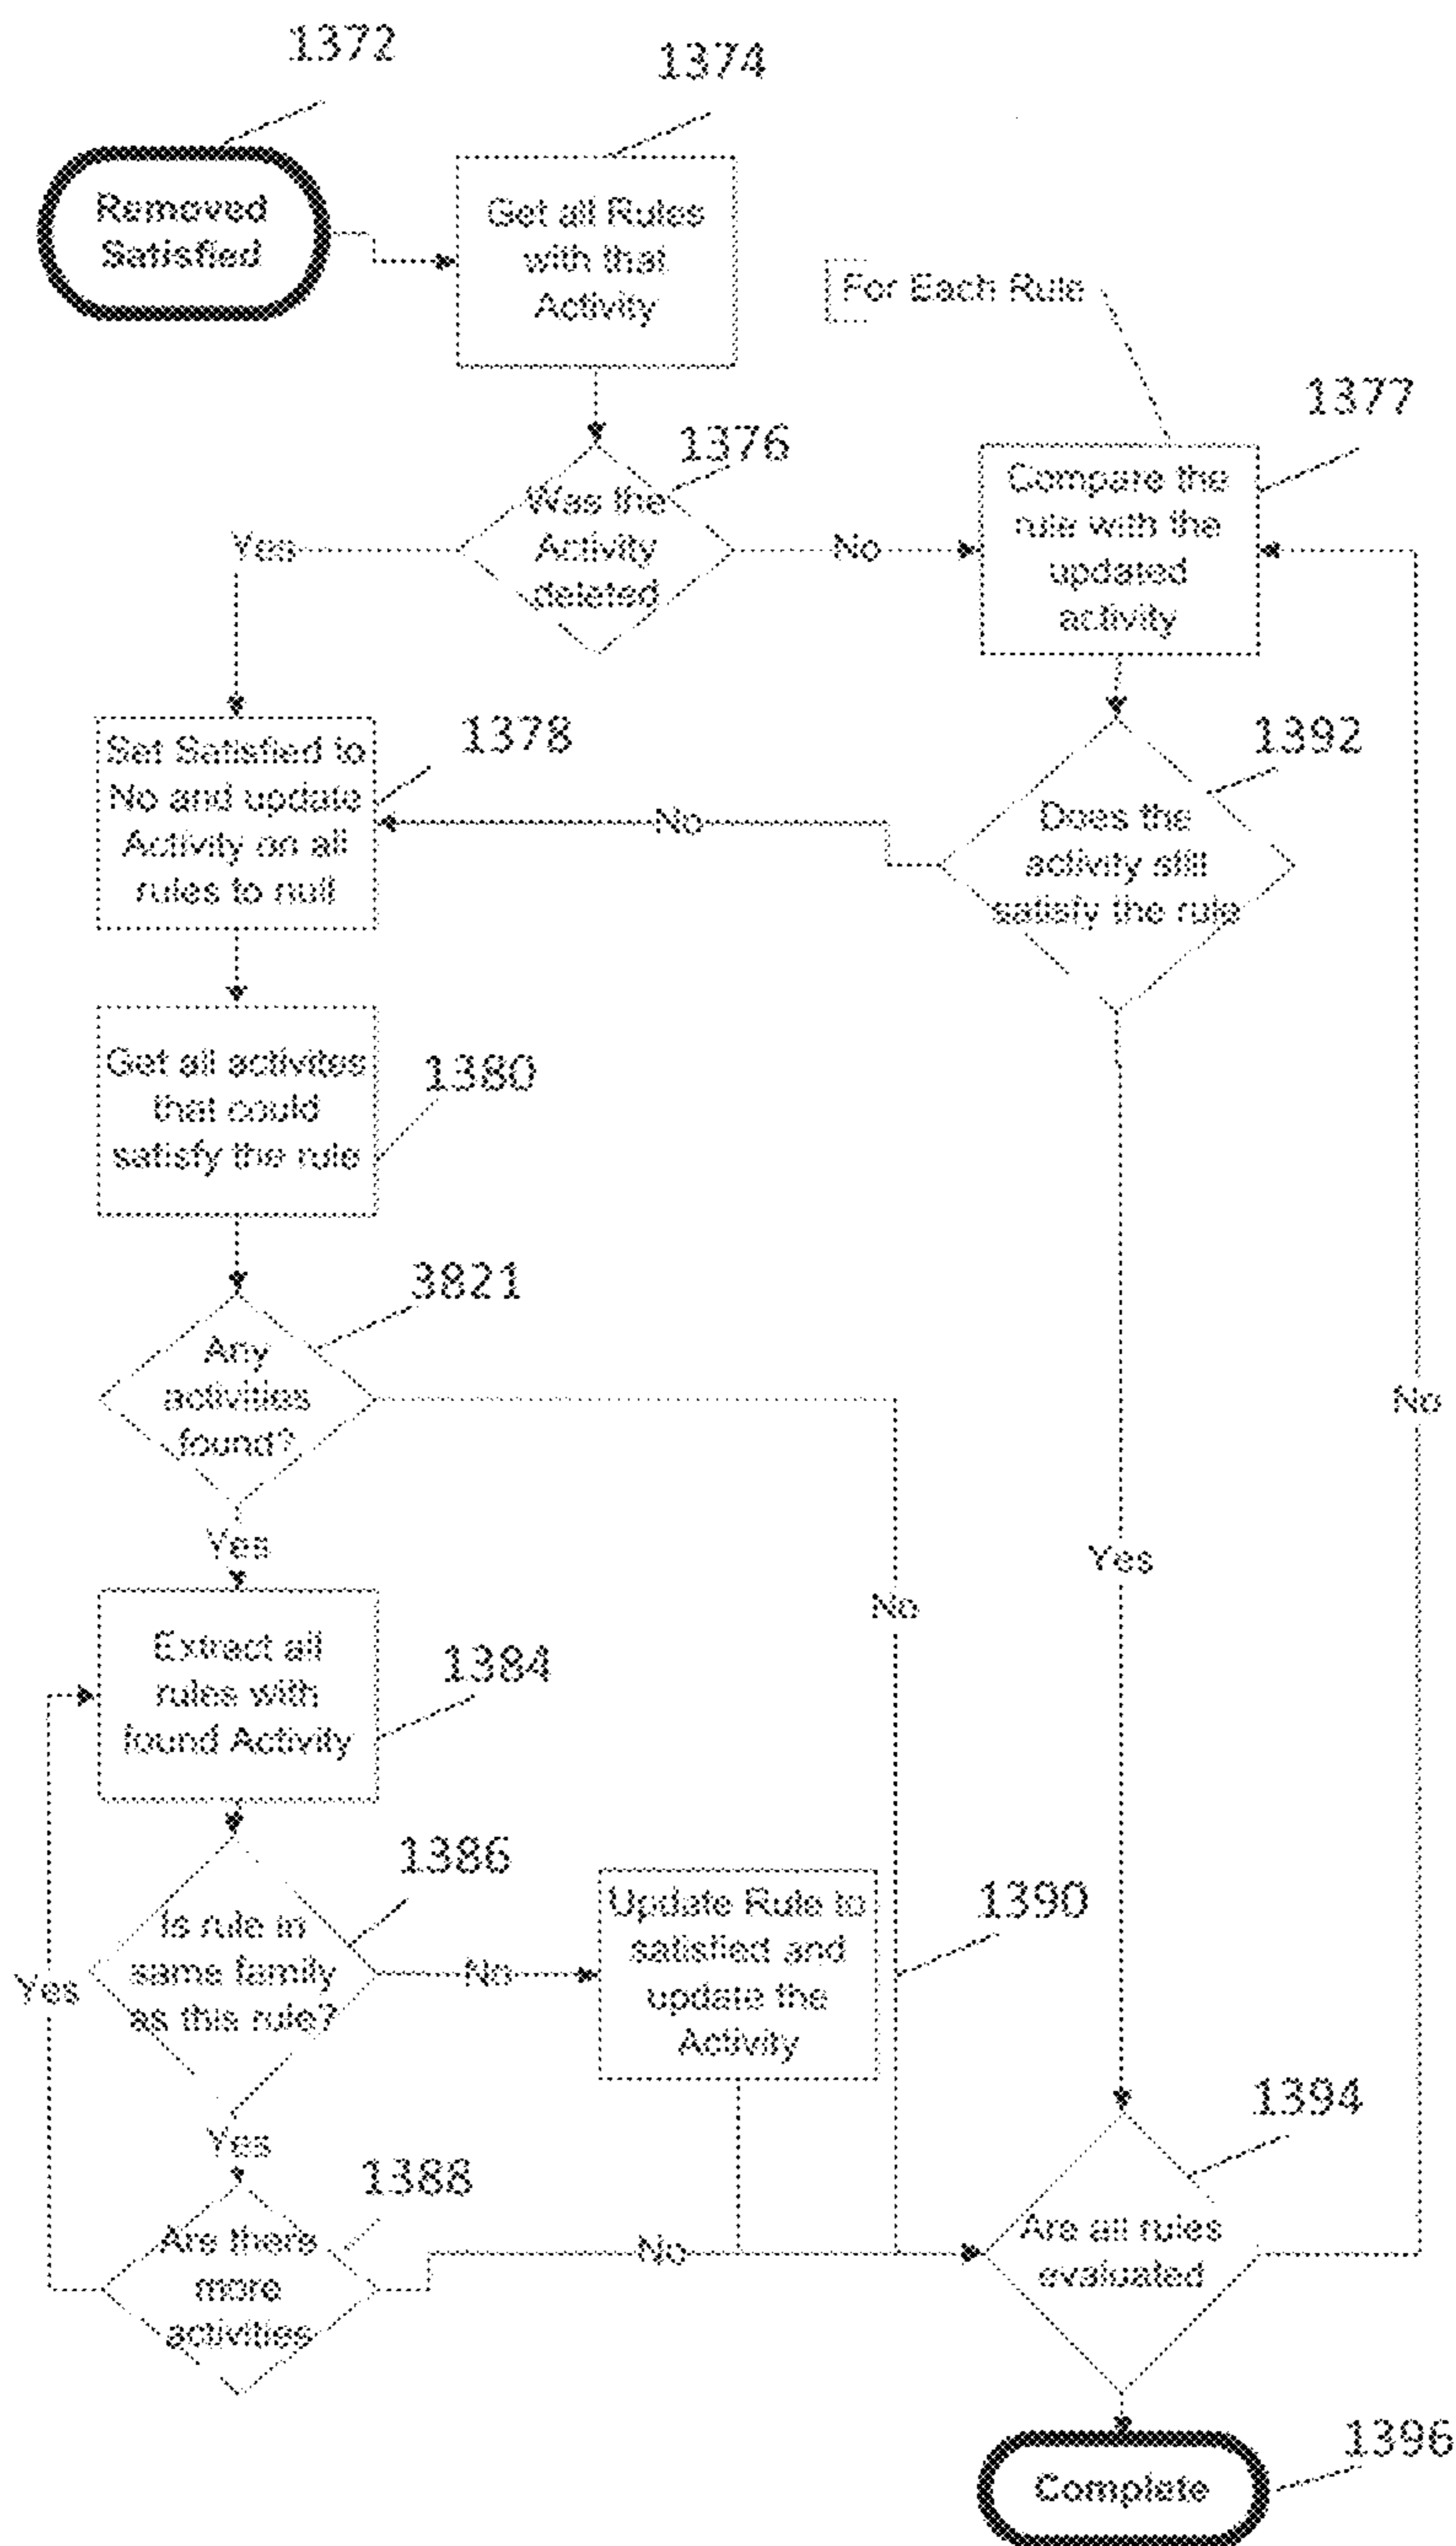 1372
1374
Removed
Satisfied
Get all Rules
with that
Activity
For Each Rule
1377
1376
Was the
Activity
deleted
Yes
No
Compare the
rule with the
updated
activity
1378
Set Satisfied to
No and update
Activity on all
rules to null
1392
No
Does the
activity still
satisfy the rule
1380
Get all activites
that could
satisfy the rule
3821
Any
activities
found?
No
Yes
Yes
No
Extract all
rules with
found Activity
1384
1386
Is rule in
same family
as this rule?
Yes
No
Update Rule to
satisfied and
update the
Activity
1390
Yes
1388
Are there
more
activities
No
1394
Are all rules
evaluated
Complete
1396